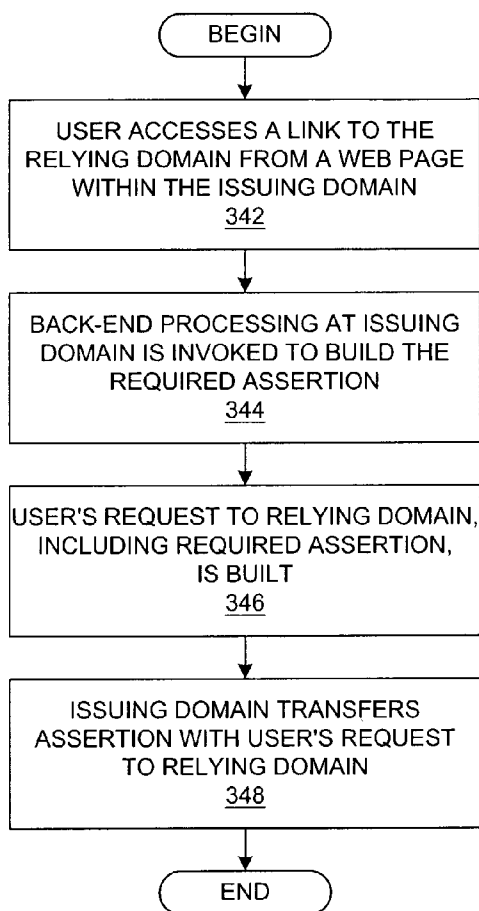 BEGIN
USER ACCESSES A LINK TO THE
RELYING DOMAIN FROM A WEB PAGE
WITHIN THE ISSUING DOMAIN
342
BACK-END PROCESSING AT ISSUING
DOMAIN IS INVOKED TO BUILD THE
REQUIRED ASSERTION
344
USER'S REQUEST TO RELYING DOMAIN,
INCLUDING REQUIRED ASSERTION,
IS BUILT
346
ISSUING DOMAIN TRANSFERS
ASSERTION WITH USER'S REQUEST
TO RELYING DOMAIN
348
END